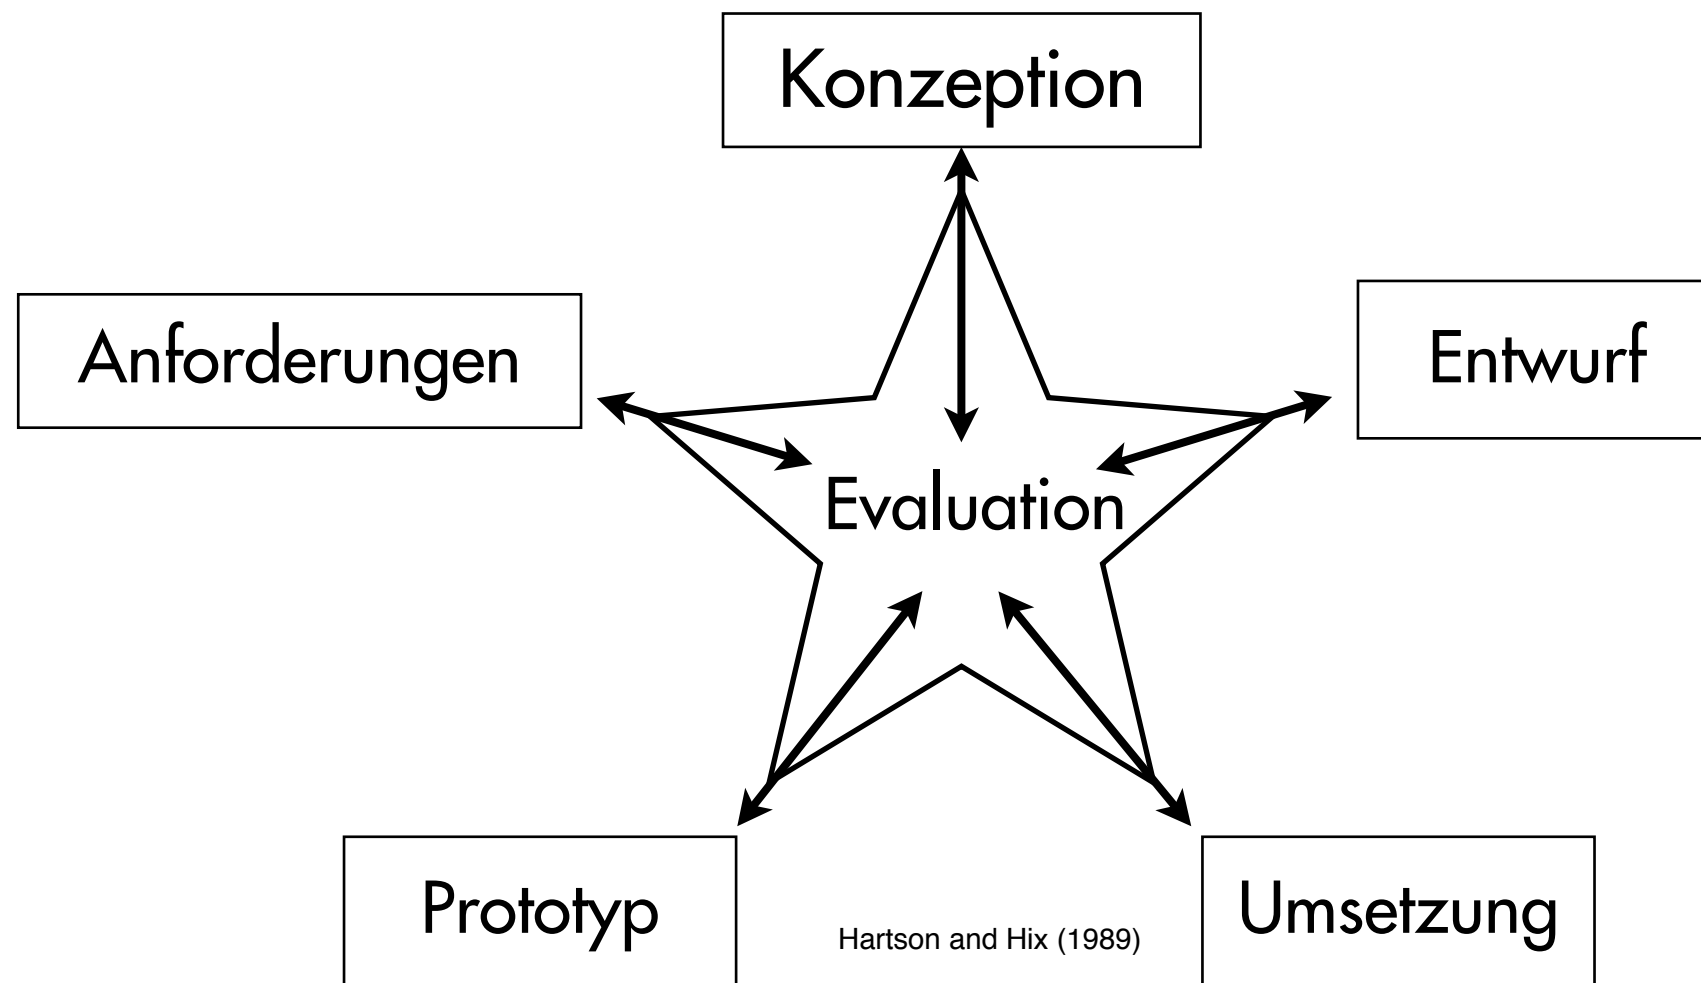 Konzeption
Anforderungen
Entwurf
Evaluation
Prototyp
Umsetzung
Hartson and Hix (1989)